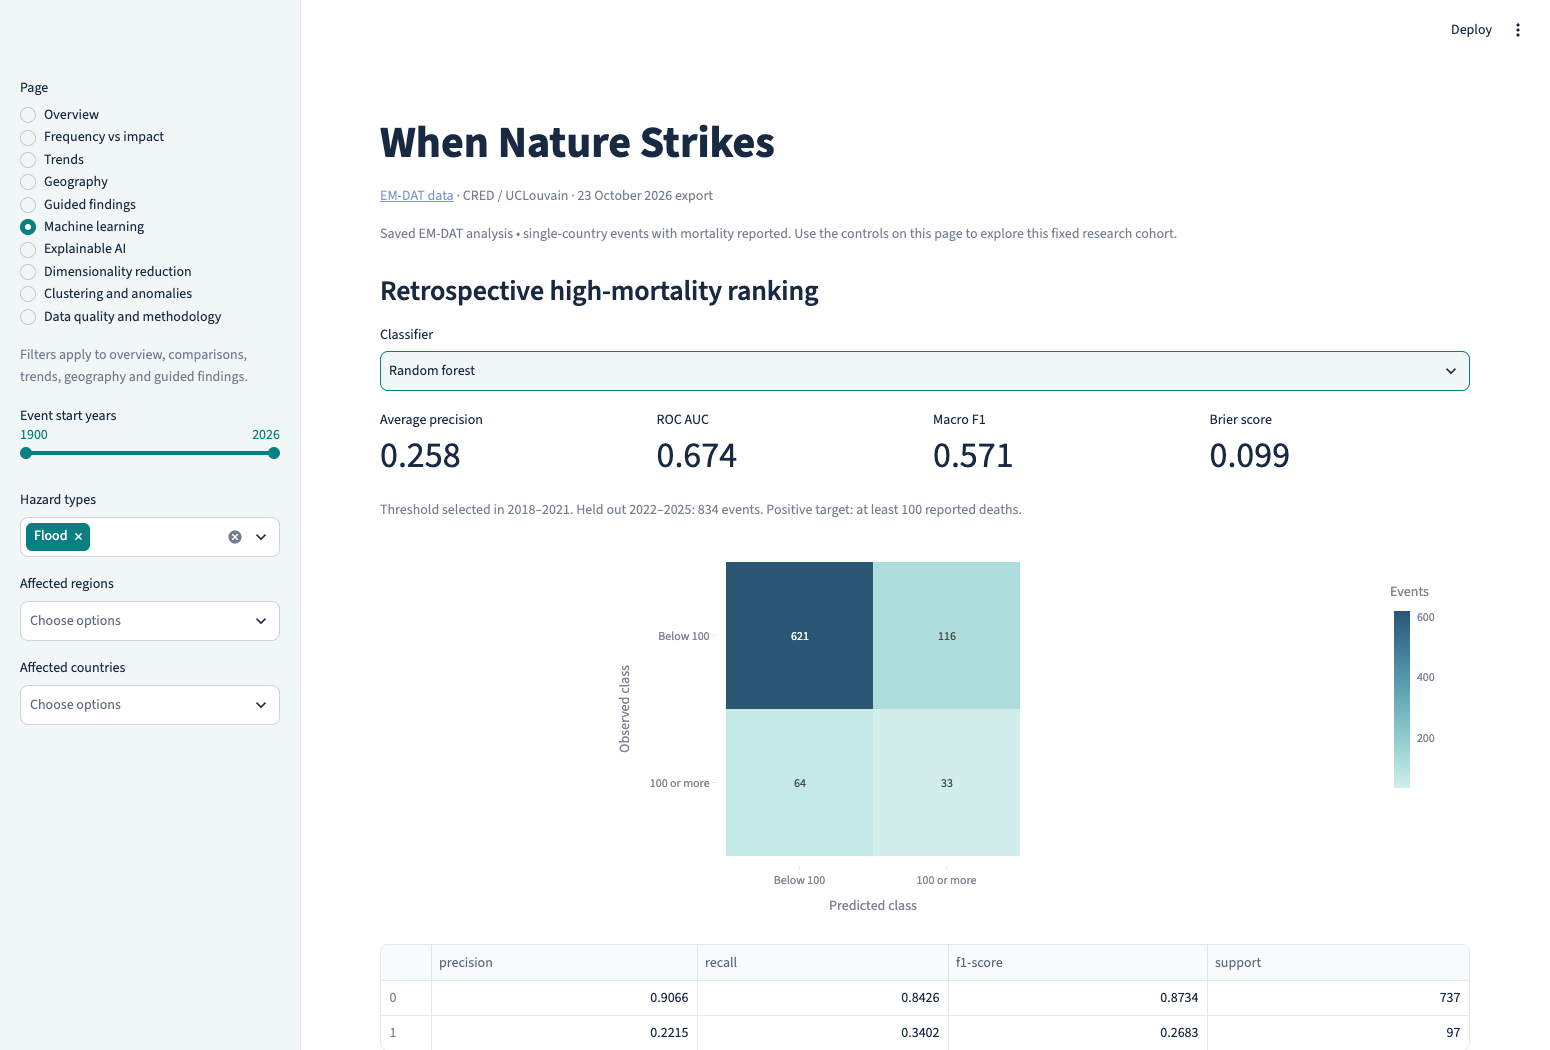 Deploy
Page
Overview
Frequency vs impact
Trends
Geography
Guided findings
Machine learning
Explainable AI
Dimensionality reduction
Clustering and anomalies
Data quality and methodology
Filters apply to overview, comparisons,
trends, geography and guided findings.
Event start years
1900 2026
Hazard types
Flood ×
Affected regions
Choose options
Affected countries
Choose options
When Nature Strikes
EM-DAT data · CRED / UCLouvain · 23 October 2026 export
Saved EM-DAT analysis • single-country events with mortality reported. Use the controls on this page to explore this fixed research cohort.
Retrospective high-mortality ranking
Classifier
Random forest
Average precision ROC AUC Macro F1 Brier score
0.258 0.674 0.571 0.099
Threshold selected in 2018–2021. Held out 2022–2025: 834 events. Positive target: at least 100 reported deaths.
Events
600
400
200
Observed class
Below 100 621 116
100 or more 64 33
Below 100 100 or more
Predicted class
precision recall f1-score support
0 0.9066 0.8426 0.8734 737
1 0.2215 0.3402 0.2683 97